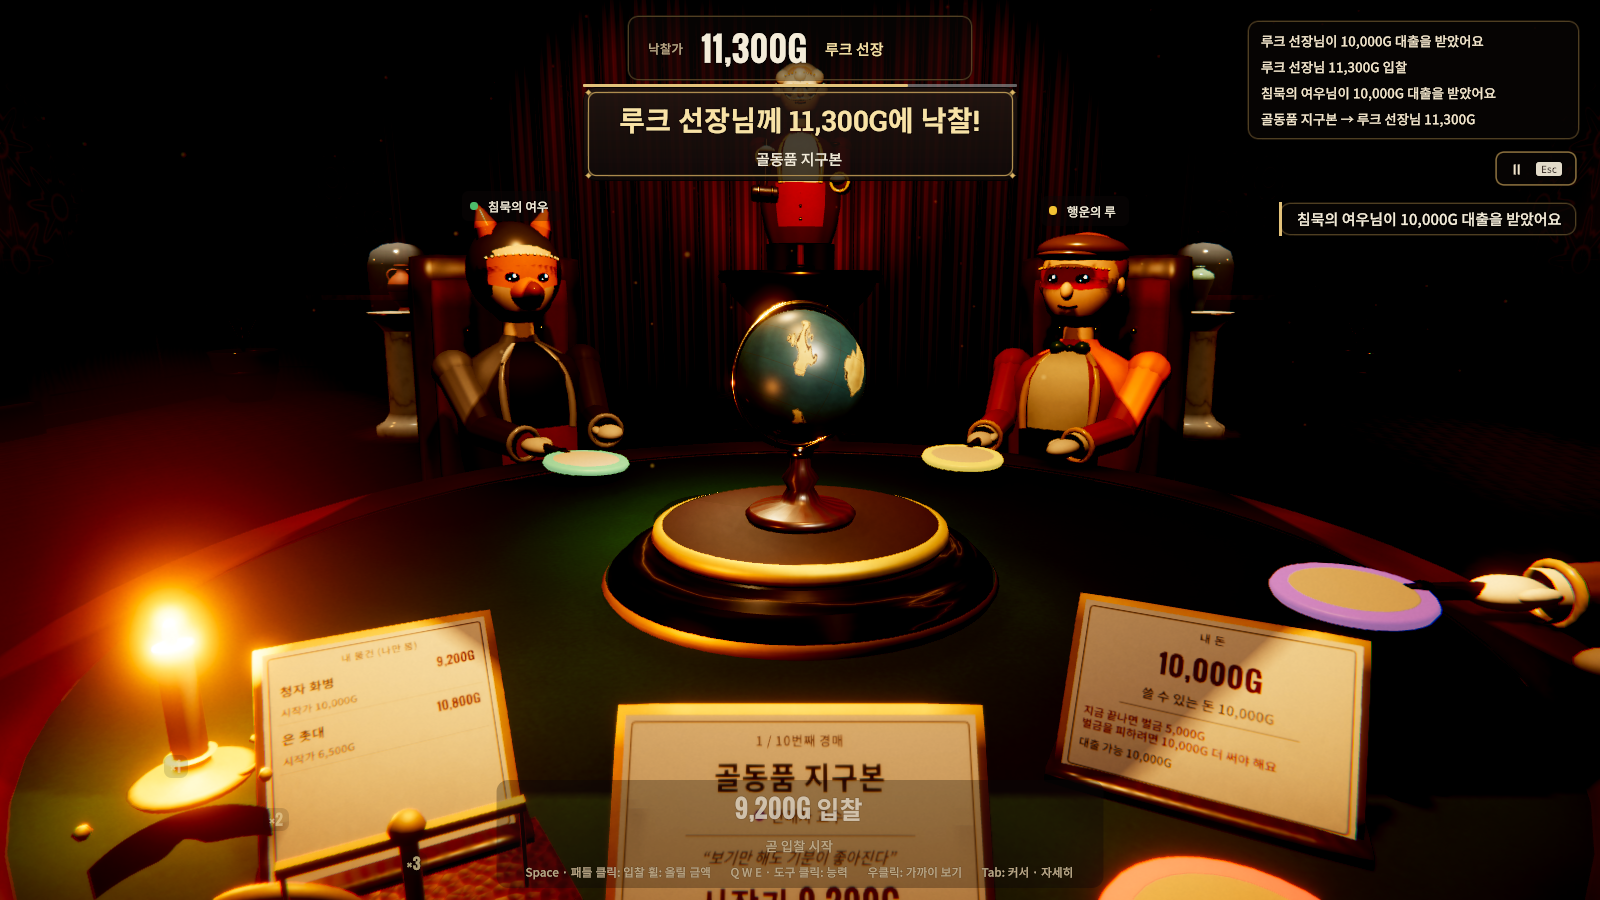 낙찰가 11,300G 루크 선장
루크 선장님께 11,300G에 낙찰!
골동품 지구본
루크 선장님이 10,000G 대출을 받았어요
루크 선장님 11,300G 입찰
침묵의 여우님이 10,000G 대출을 받았어요
골동품 지구본 → 루크 선장님 11,300G
Esc
침묵의 여우님이 10,000G 대출을 받았어요
침묵의 여우
행운의 루
내 물건 (나만 봄)
청자 화병 9,200G
시작가 10,000G
은 촛대 10,800G
시작가 6,500G
내 돈
10,000G
쓸 수 있는 돈 10,000G
지금 끝나면 벌금 5,000G
벌금을 피하려면 10,000G 더 써야 해요
대출 가능 10,000G
1 / 10번째 경매
골동품 지구본
9,200G 입찰
곧 입찰 시작
“보기만 해도 기분이 좋아진다”
×1
×2
×3
Space · 패들 클릭: 입찰 휠: 올릴 금액 Q W E · 도구 클릭: 능력 우클릭: 가까이 보기 Tab: 커서 · 자세히